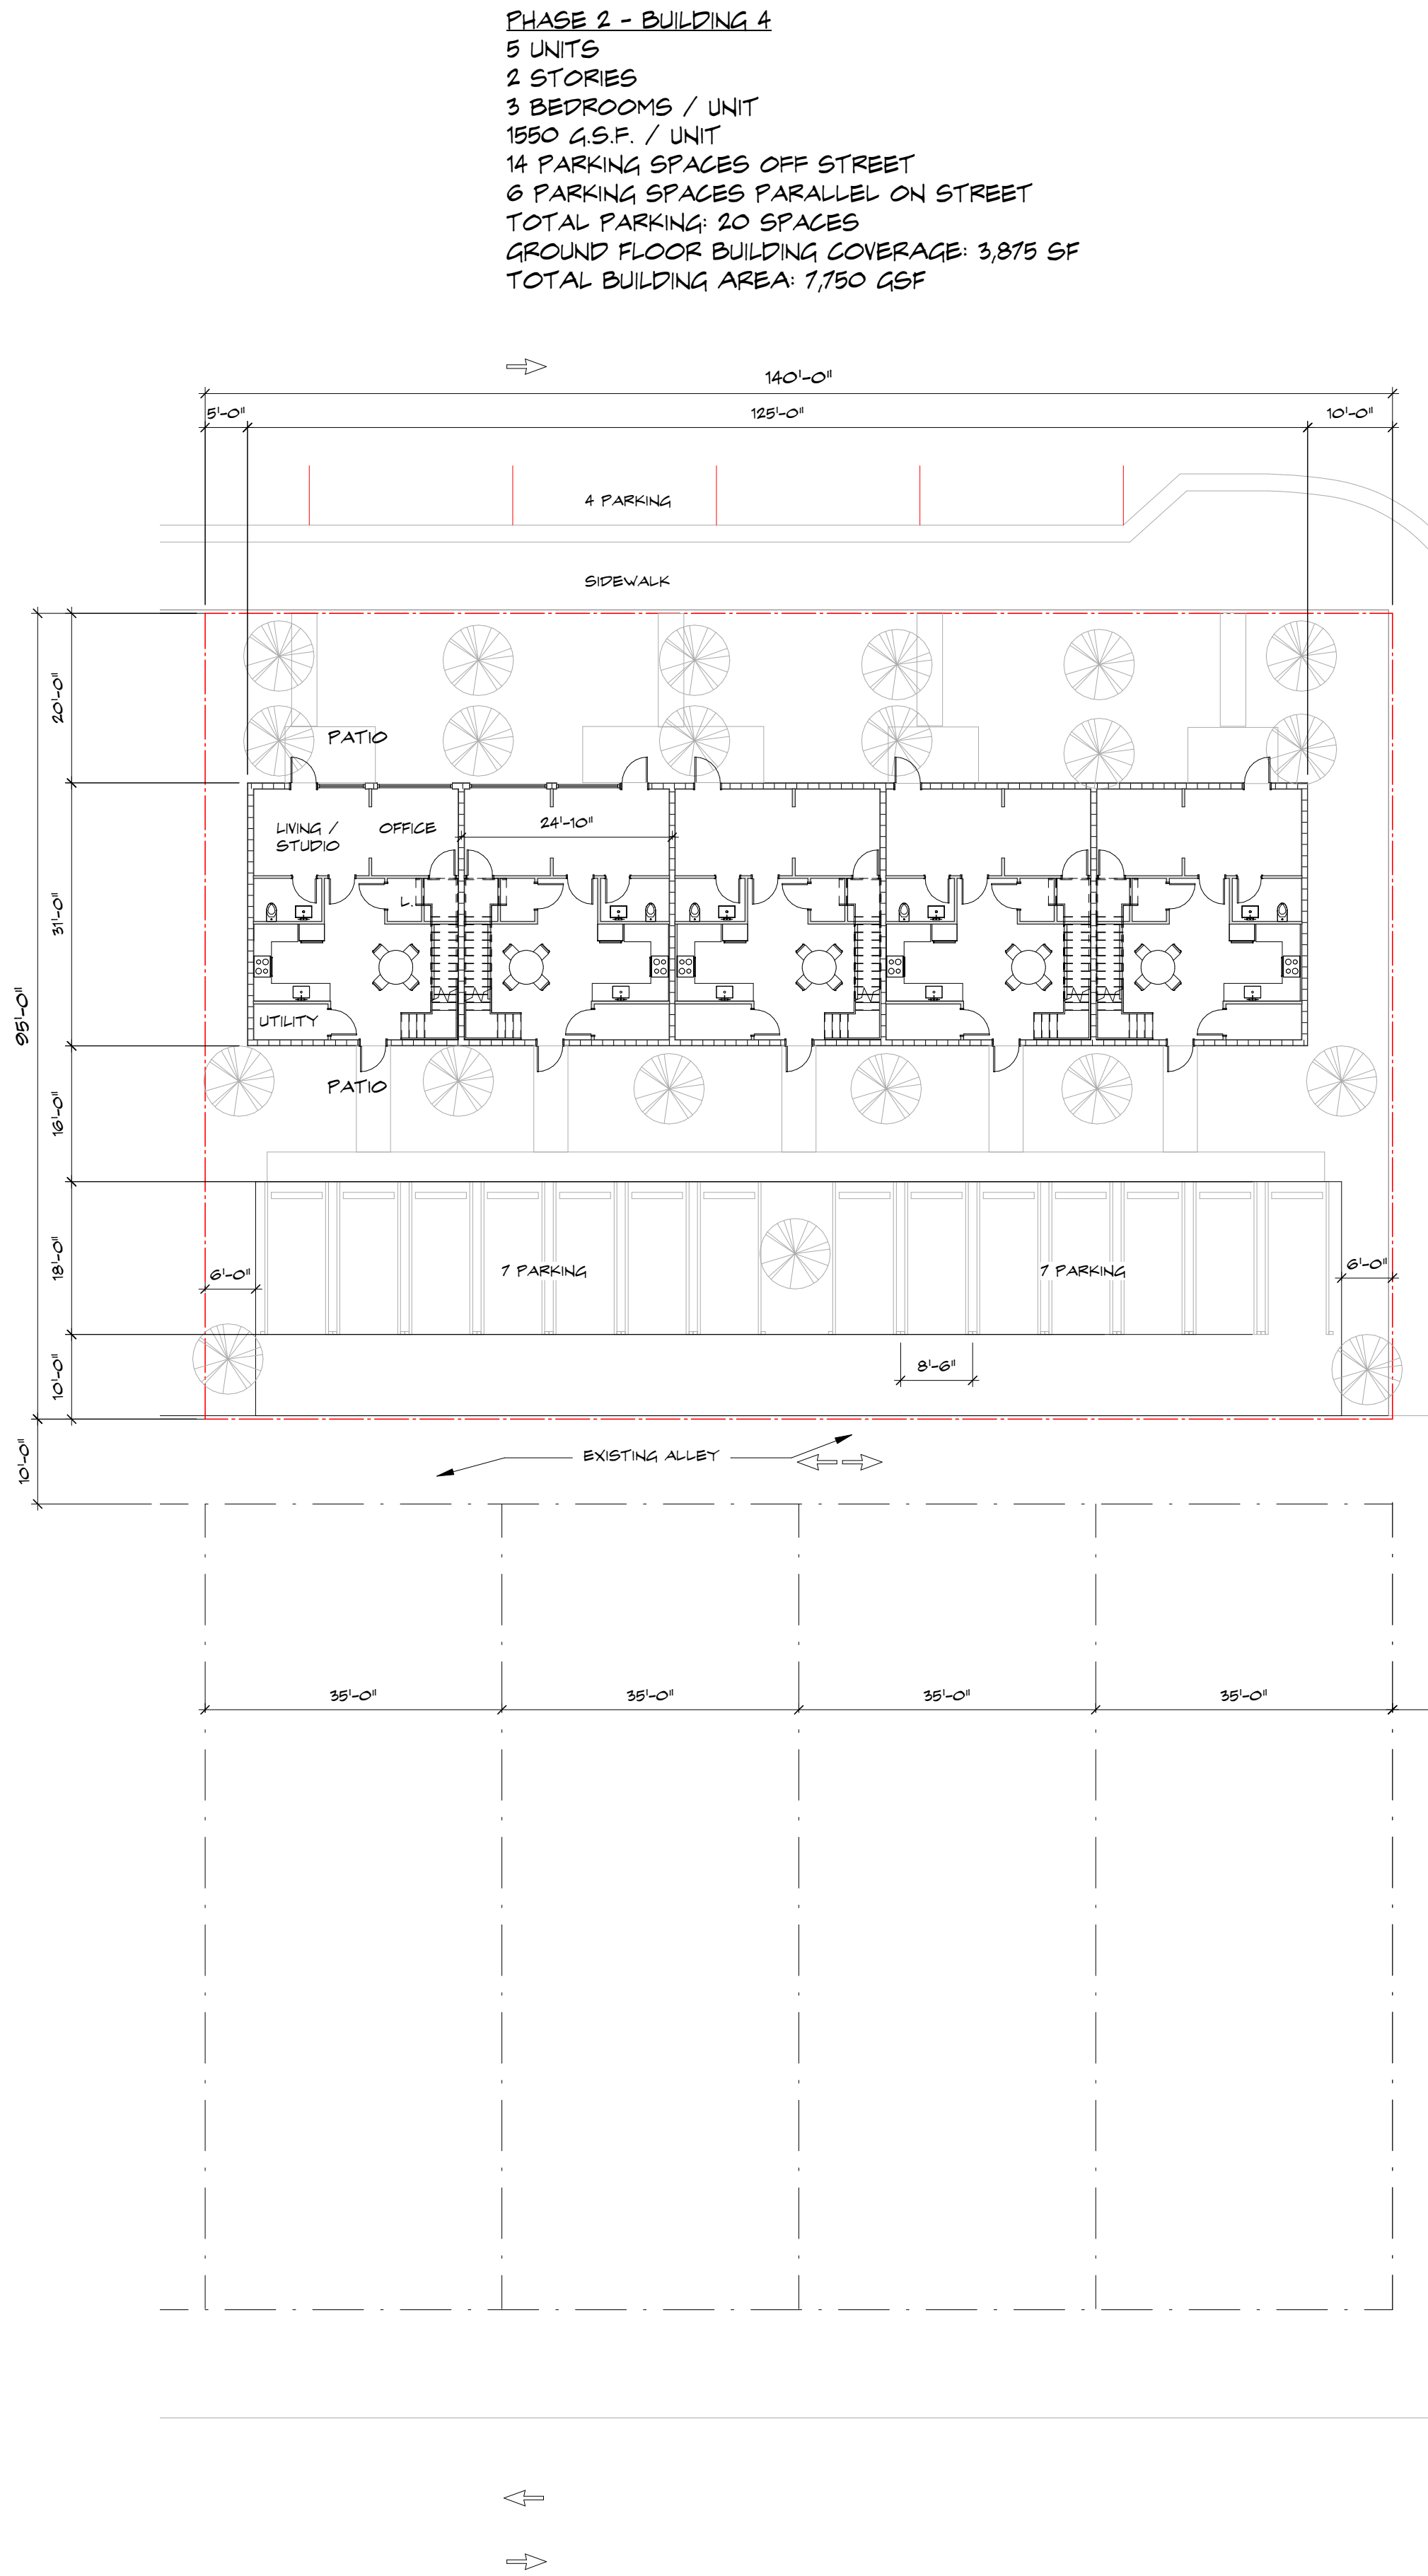 PHASE 2 - BUILDING 4
5 UNITS
2 STORIES
3 BEDROOMS / UNIT
1550 G.S.F. / UNIT
14 PARKING SPACES OFF STREET
6 PARKING SPACES PARALLEL ON STREET
TOTAL PARKING: 20 SPACES
GROUND FLOOR BUILDING COVERAGE: 3,875 SF
TOTAL BUILDING AREA: 7,750 GSF
140'-0"
5'-0"
125'-0"
10'-0"
4 PARKING
SIDEWALK
20'-0"
PATIO
LIVING /
STUDIO
OFFICE
24'-10"
L.
31'-0"
95'-0"
UTILITY
PATIO
16'-0"
18'-0"
6'-0"
7 PARKING
7 PARKING
6'-0"
8'-6"
10'-0"
10'-0"
EXISTING ALLEY
35'-0"
35'-0"
35'-0"
35'-0"